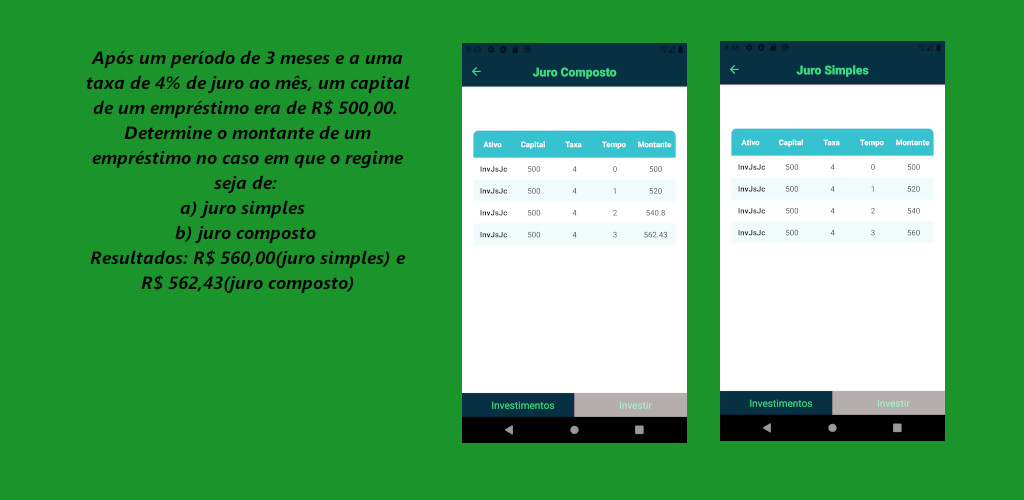 Após um período de 3 meses e a uma
taxa de 4% de juro ao mês, um capital
de um empréstimo era de R$ 500,00.
Determine o montante de um
empréstimo no caso em que o regime
seja de:
a) juro simples
b) juro composto
Resultados: R$ 560,00(juro simples) e
R$ 562,43(juro composto)
Juro Composto
Ativo Capital Taxa Tempo Montante
InvJsJc 500 4 0 500
InvJsJc 500 4 1 520
InvJsJc 500 4 2 540.8
InvJsJc 500 4 3 562.43
Investimentos Investir
Juro Simples
Ativo Capital Taxa Tempo Montante
InvJsJc 500 4 0 500
InvJsJc 500 4 1 520
InvJsJc 500 4 2 540
InvJsJc 500 4 3 560
Investimentos Investir